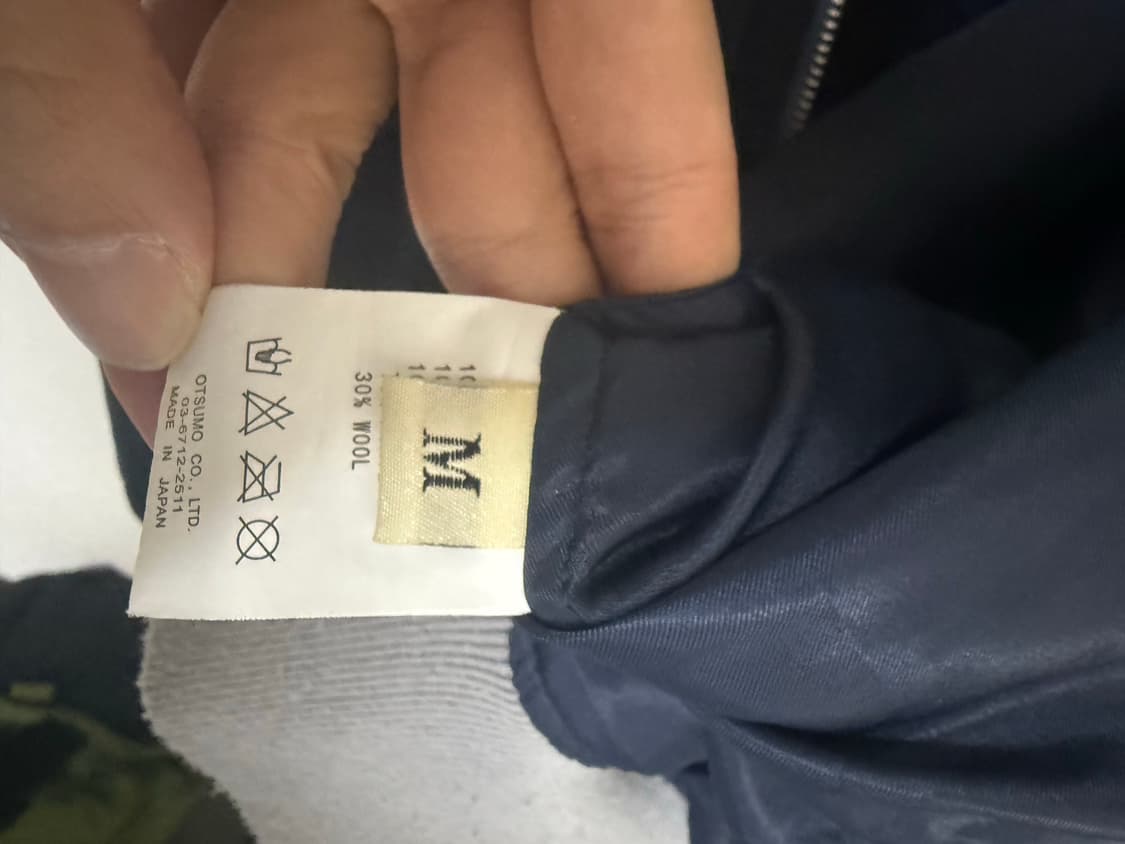 M
30% WOOL
OTSUMO CO., LTD.
03-6712-2511
MADE IN JAPAN